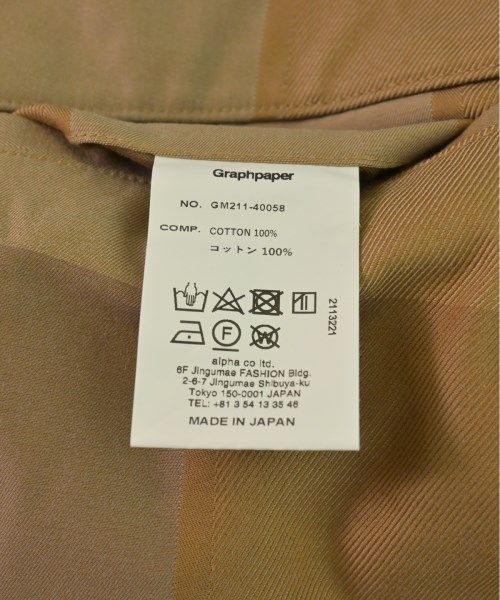 Graphpaper
NO. GM211-40058
COMP. COTTON 100%
コットン 100%
2113221
F
W
alpha co ltd.
6F Jingumae FASHION Bldg.
2-6-7 Jingumae Shibuya-ku
Tokyo 150-0001 JAPAN
TEL: +81 3 54 13 35 46
MADE IN JAPAN